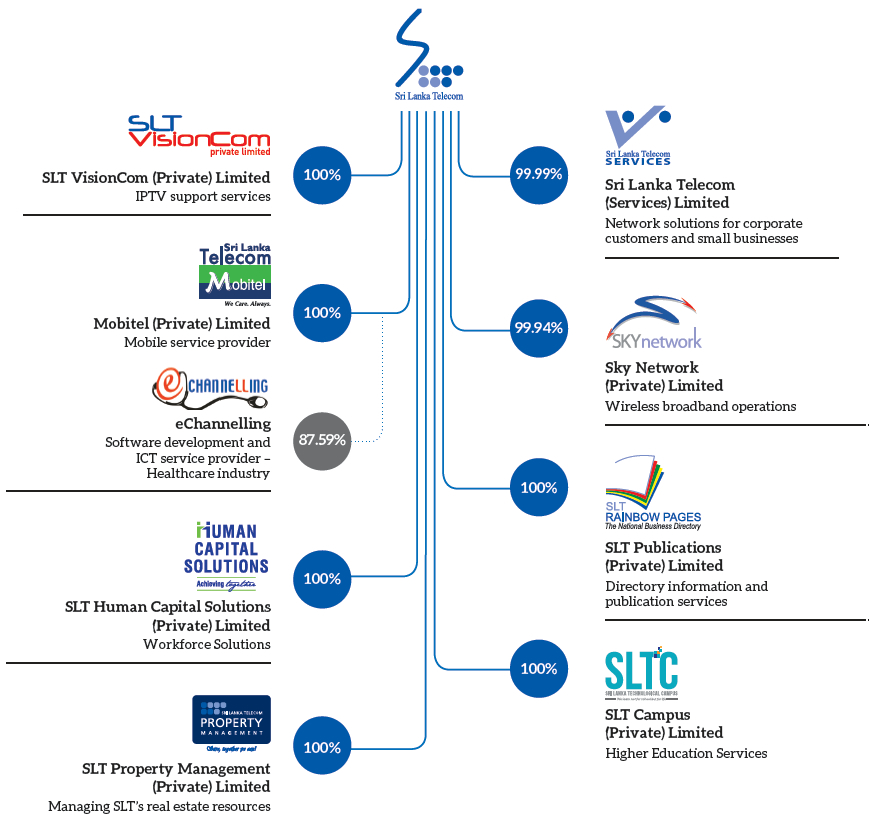 Sri Lanka Telecom
SLT
VisionCom
private limited
SLT VisionCom (Private) Limited
IPTV support services
100%
Sri Lanka
Telecom
Mobitel
We Care. Always.
Mobitel (Private) Limited
Mobile service provider
100%
e CHANNELLING
eChannelling
Software development and
ICT service provider –
Healthcare industry
87.59%
HUMAN
CAPITAL
SOLUTIONS
Achieving together
SLT Human Capital Solutions
(Private) Limited
Workforce Solutions
100%
SRI LANKA TELECOM
PROPERTY
MANAGEMENT
SLT Property Management
(Private) Limited
Managing SLT's real estate resources
100%
99.99%
Sri Lanka Telecom
SERVICES
Sri Lanka Telecom
(Services) Limited
Network solutions for corporate
customers and small businesses
99.94%
SKYnetwork
Sky Network
(Private) Limited
Wireless broadband operations
100%
SLT
RAINBOW PAGES
The National Business Directory
SLT Publications
(Private) Limited
Directory information and
publication services
100%
SLTC
SRI LANKA TECHNOLOGICAL CAMPUS
SLT Campus
(Private) Limited
Higher Education Services